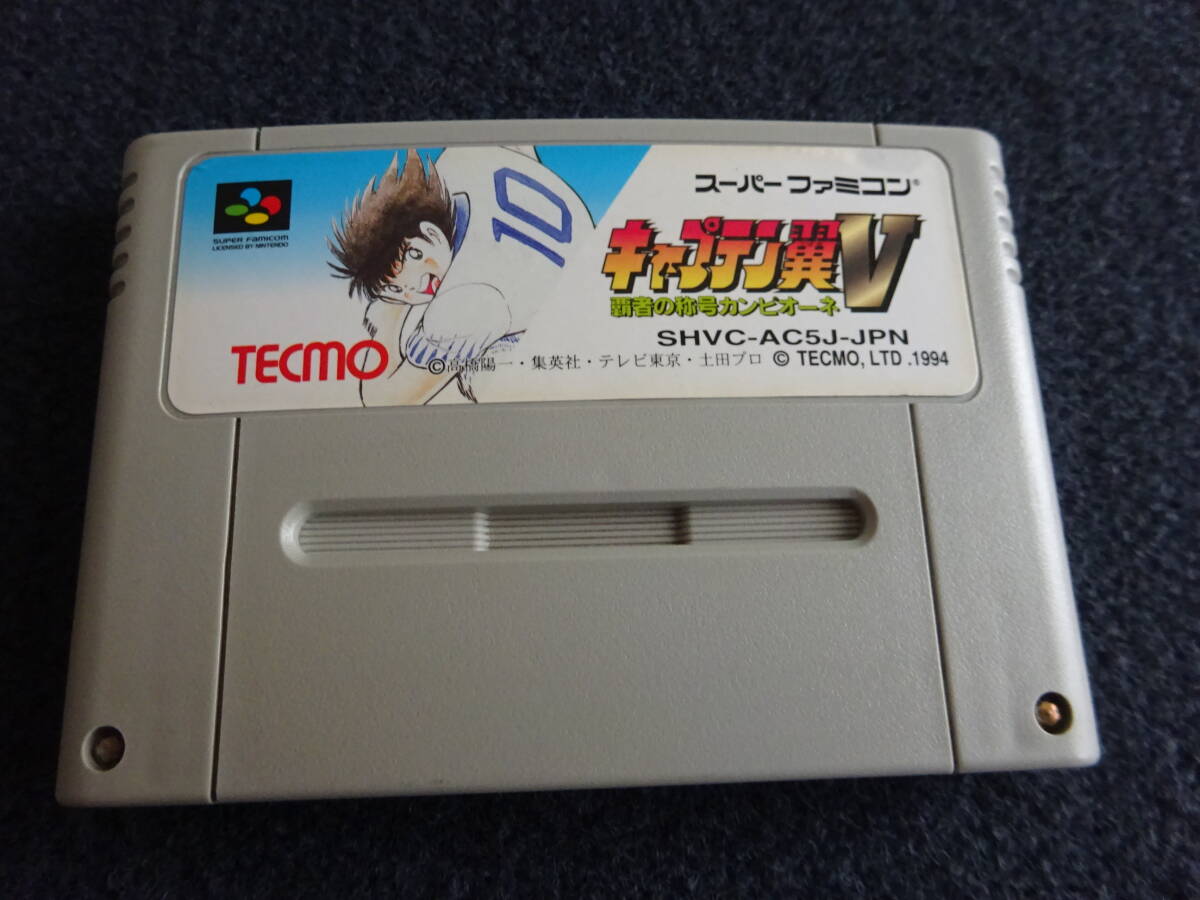 SUPER FAMICOM
LICENSED BY NINTENDO
10
スーパーファミコン®
キャプテン翼V
覇者の称号カンピオーネ
SHVC-AC5J-JPN
TECMO
©高橋陽一・集英社・テレビ東京・土田プロ © TECMO, LTD.1994